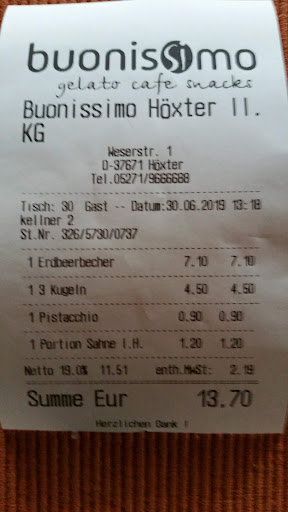 buonissimo
gelato cafe snacks
Buonissimo Höxter II.
KG
Weserstr. 1
D-37671 Höxter
Tel.05271/9666688
Tisch: 30 Gast -- Datum:30.06.2019 13:18
kellner 2
St.Nr. 326/5730/0737
1 Erdbeerbecher 7.10 7.10
1 3 Kugeln 4.50 4.50
1 Pistacchio 0.90 0.90
1 Portion Sahne I.H. 1.20 1.20
Netto 19.0% 11.51 enth.MwSt: 2.19
Summe Eur 13.70
Herzlichen Dank !